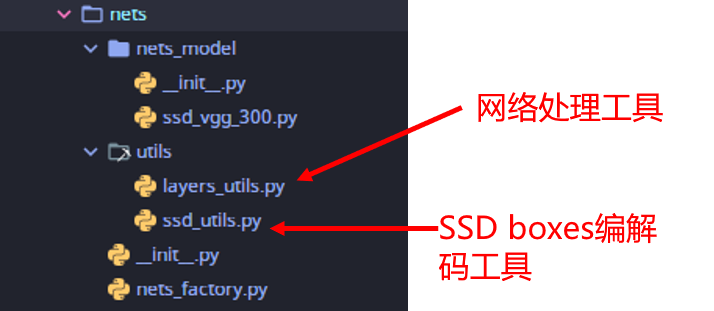 nets
nets_model
__init__.py
ssd_vgg_300.py
utils
layers_utils.py
ssd_utils.py
__init__.py
nets_factory.py
网络处理工具
SSD boxes编解
码工具